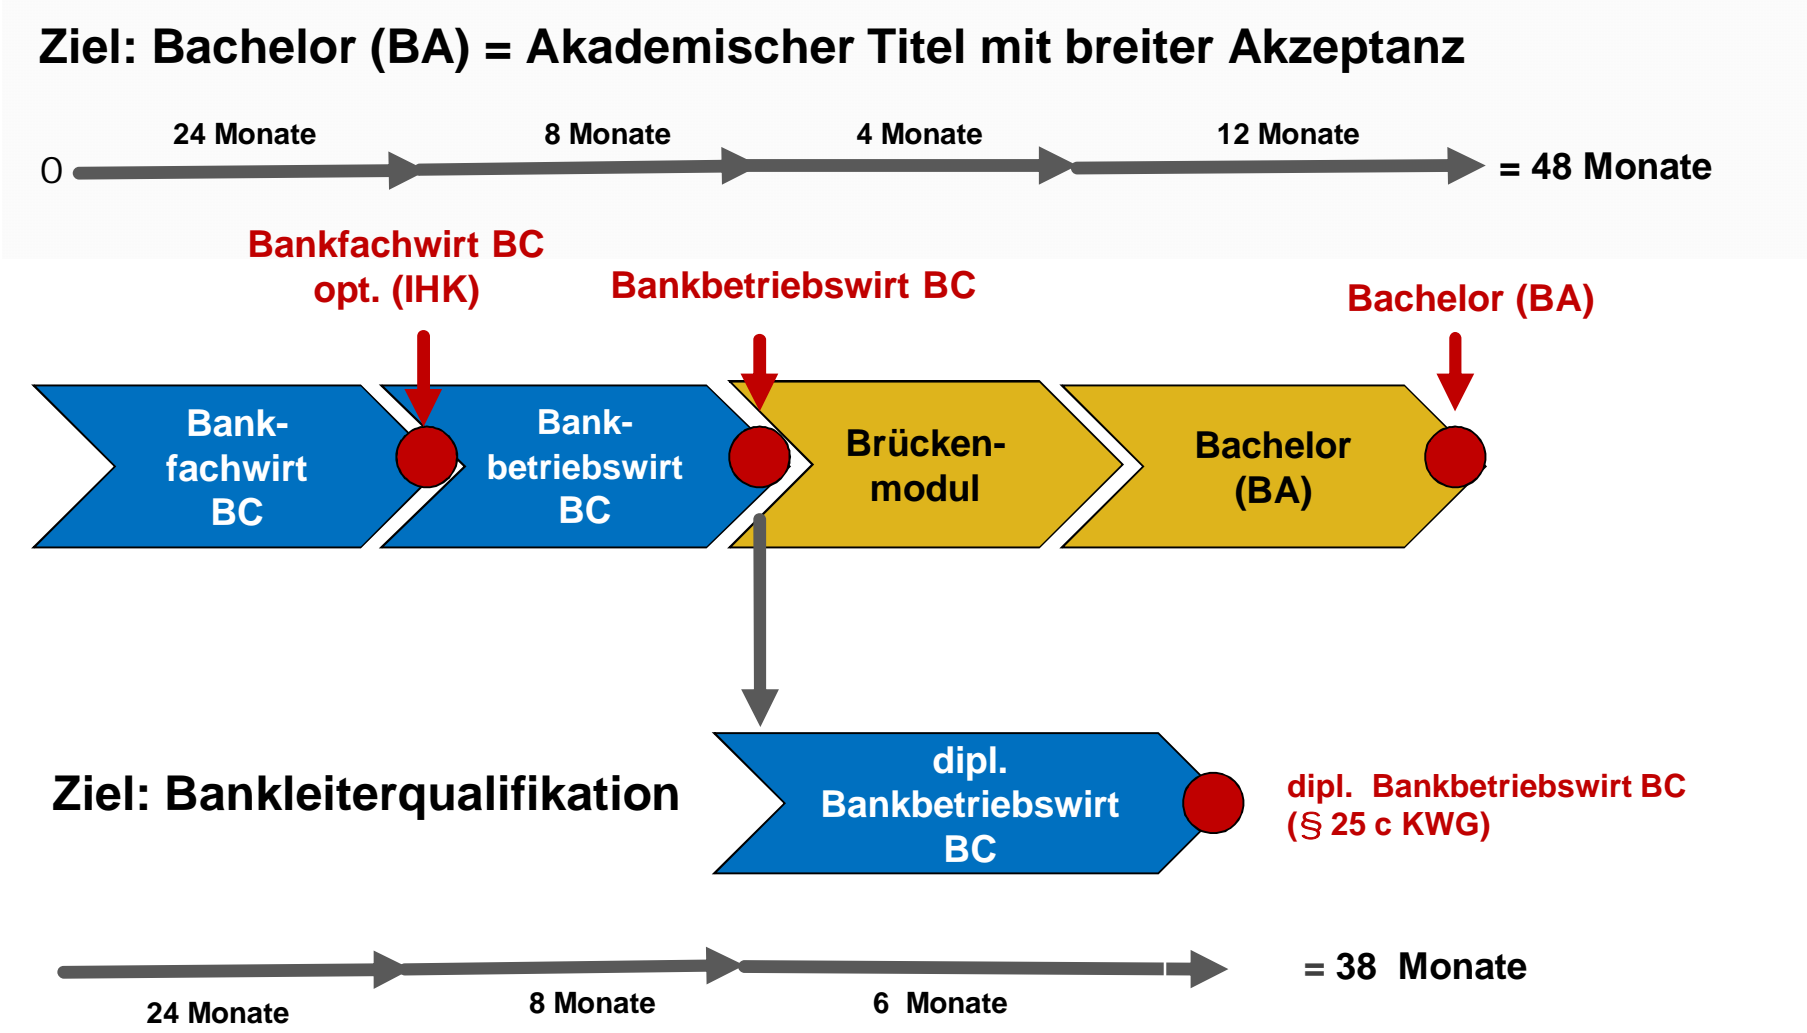 Ziel: Bachelor (BA) = Akademischer Titel mit breiter Akzeptanz
24 Monate
8 Monate
4 Monate
12 Monate
0
= 48 Monate
Bankfachwirt BC
opt. (IHK)
Bankbetriebswirt BC
Bachelor (BA)
Bank-
fachwirt
BC
Bank-
betriebswirt
BC
Brücken-
modul
Bachelor
(BA)
Ziel: Bankleiterqualifikation
dipl.
Bankbetriebswirt
BC
dipl. Bankbetriebswirt BC
(§ 25 c KWG)
24 Monate
8 Monate
6 Monate
= 38 Monate